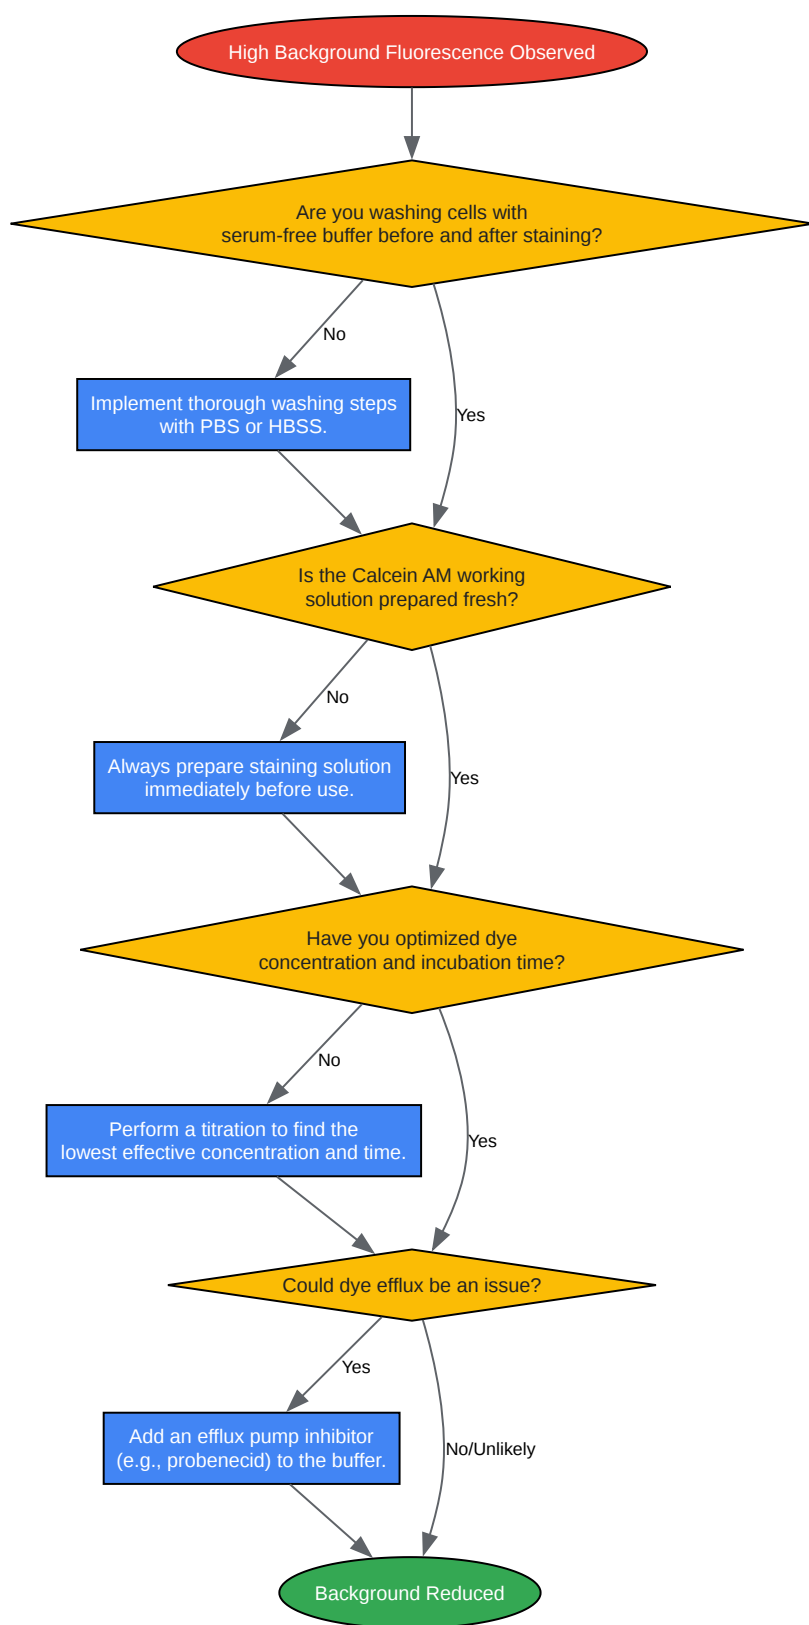 High Background Fluorescence Observed
Are you washing cells with
serum-free buffer before and after staining?
No
Implement thorough washing steps
with PBS or HBSS.
Yes
Is the Calcein AM working
solution prepared fresh?
No
Always prepare staining solution
immediately before use.
Yes
Have you optimized dye
concentration and incubation time?
No
Perform a titration to find the
lowest effective concentration and time.
Yes
Could dye efflux be an issue?
Yes
Add an efflux pump inhibitor
(e.g., probenecid) to the buffer.
No/Unlikely
Background Reduced